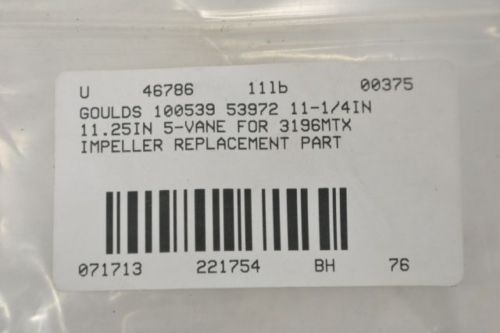 U 46786 11lb 00375
GOULDS 100539 53972 11-1/4IN
11.25IN 5-VANE FOR 3196MTX
IMPELLER REPLACEMENT PART
071713 221754 BH 76